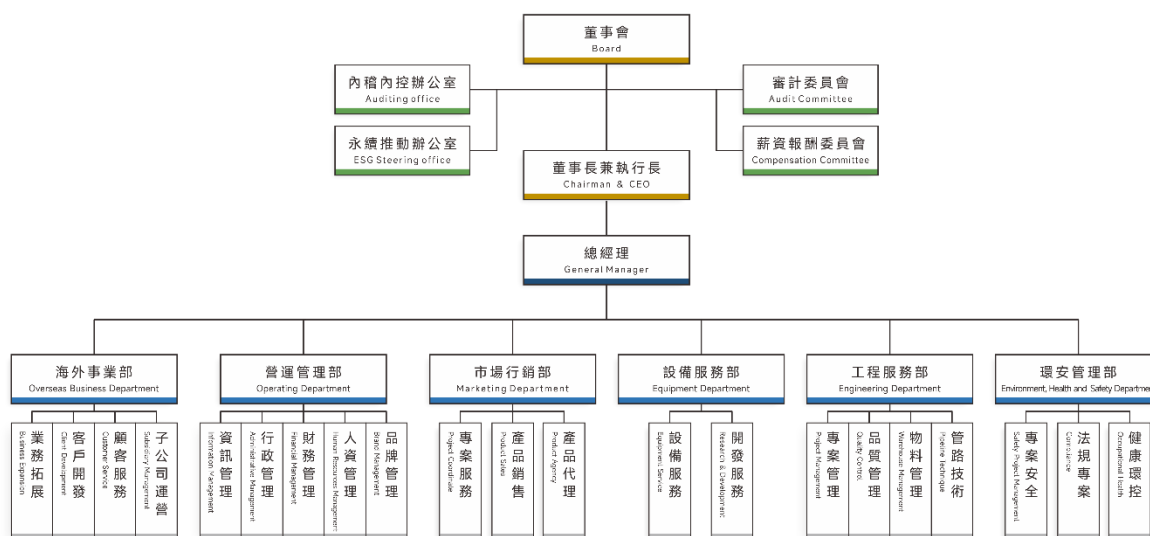 董事會
Board
內稽內控辦公室
Auditing office
審計委員會
Audit Committee
永續推動辦公室
ESG Steering office
薪資報酬委員會
Compensation Committee
董事長兼執行長
Chairman & CEO
總經理
General Manager
海外事業部
Overseas Business Department
營運管理部
Operating Department
市場行銷部
Marketing Department
設備服務部
Equipment Department
工程服務部
Engineering Department
環安管理部
Environment, Health and Safety Department
業務拓展
Business Expansion
客戶開發
Client Development
顧客服務
Customer Service
子公司運營
Subsidiary Management
資訊管理
Information Management
行政管理
Administrative Management
財務管理
Financial Management
人資管理
Human Resources Management
品牌管理
Brand Management
專案服務
Project Coordinate
產品銷售
Product Sales
產品代理
Product Agency
設備服務
Equipment Service
開發服務
Research & Development
專案管理
Project Management
品質管理
Quality Control
物料管理
Warehouse Management
管路技術
Pipeline Technique
專案安全
Safety Project Management
法規專案
Compliance
健康環控
Occupational Health